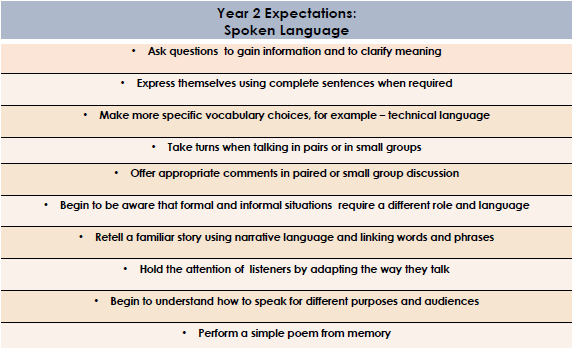 Year 2 Expectations:
Spoken Language
• Ask questions to gain information and to clarify meaning
• Express themselves using complete sentences when required
• Make more specific vocabulary choices, for example – technical language
• Take turns when talking in pairs or in small groups
• Offer appropriate comments in paired or small group discussion
• Begin to be aware that formal and informal situations require a different role and language
• Retell a familiar story using narrative language and linking words and phrases
• Hold the attention of listeners by adapting the way they talk
• Begin to understand how to speak for different purposes and audiences
• Perform a simple poem from memory